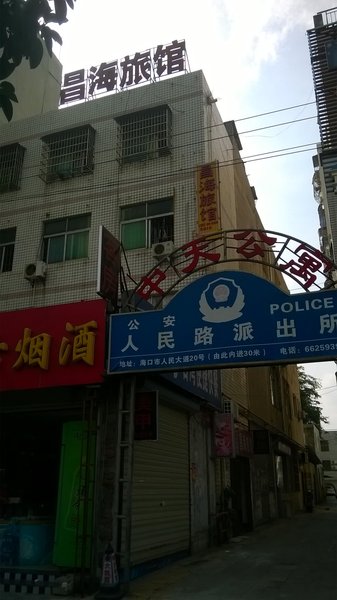 昌海旅馆
昌海旅馆
中天公寓
公安
POLICE
人民路派出所
地址：海口市人民大道20号（由此内进30米）
电话：662593
烟酒